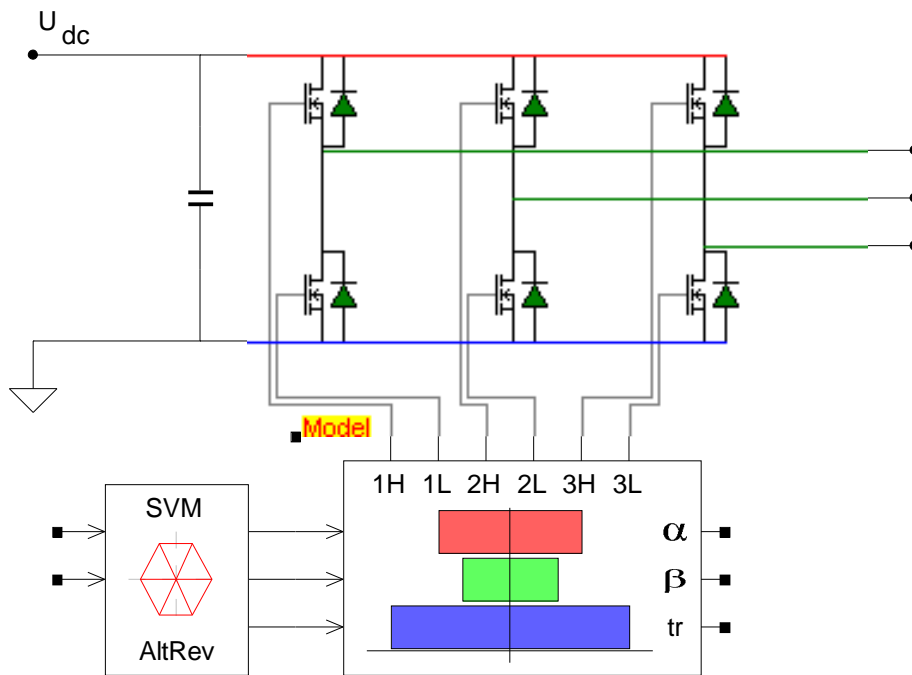 U dc
Model
1H 1L 2H 2L 3H 3L
SVM
α
β
AltRev
tr